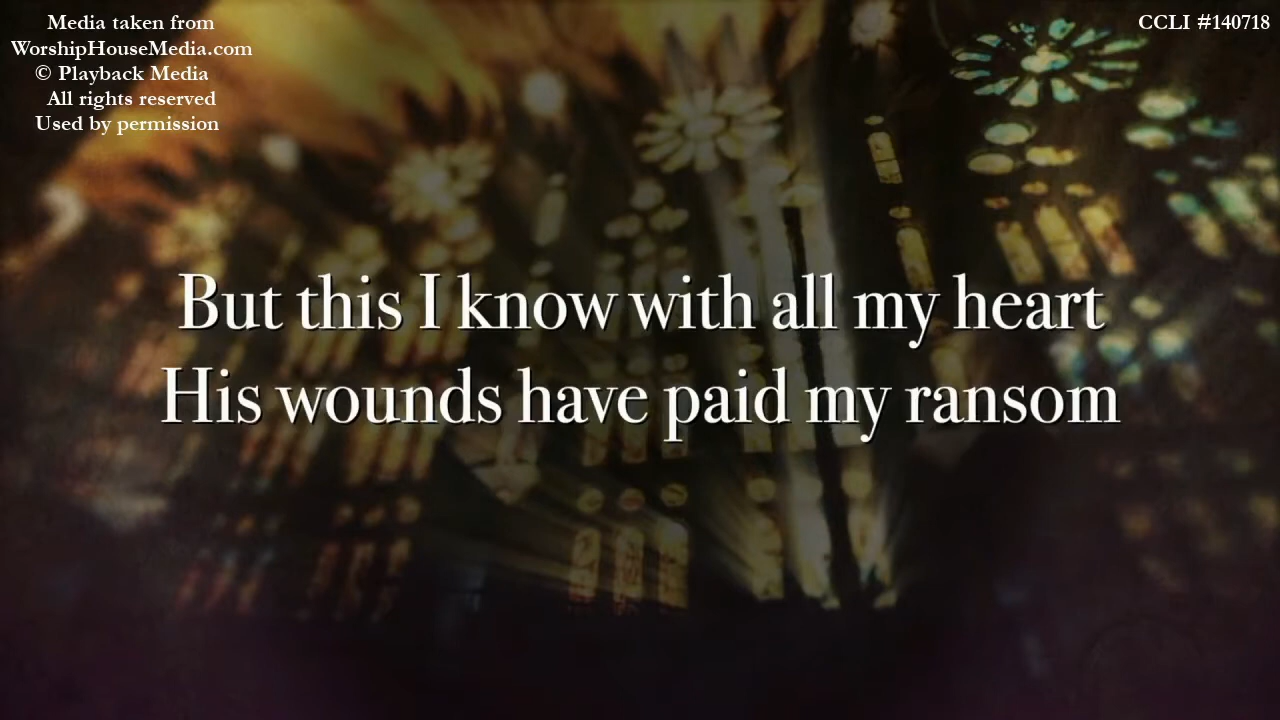 Media taken from
WorshipHouseMedia.com
© Playback Media
All rights reserved
Used by permission
CCLI #140718
But this I know with all my heart
His wounds have paid my ransom